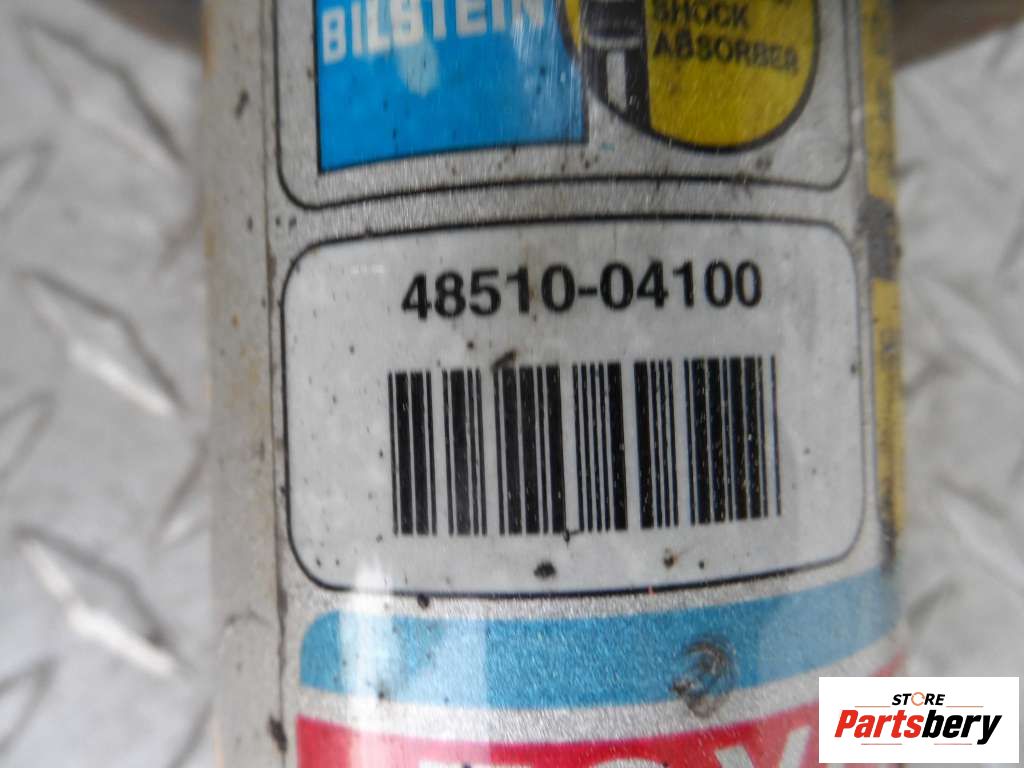 BILSTEIN
SHOCK
ABSORBER
48510-04100
STORE
Partsbery